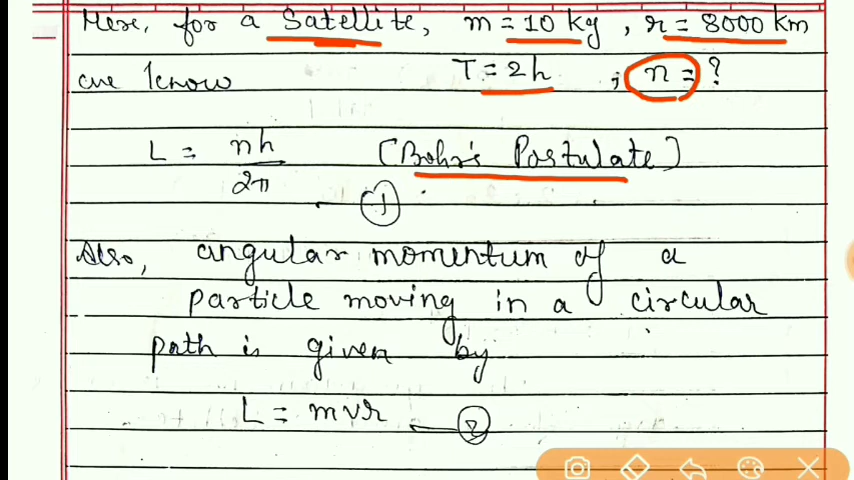 Here, for a Satellite, m = 10 kg, r = 8000 km
we know T = 2h , n = ?
L = nh / 2π (Bohr's Postulate)
①
Also, angular momentum of a
particle moving in a circular
path is given by
L = mvr ②